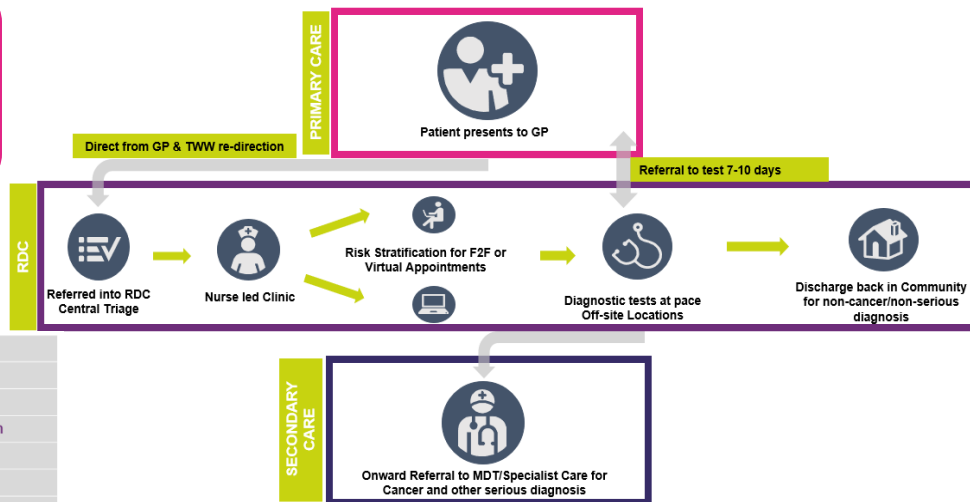 PRIMARY CARE
Patient presents to GP
Direct from GP & TWW re-direction
Referral to test 7-10 days
RDC
Referred into RDC
Central Triage
Nurse led Clinic
Risk Stratification for F2F or
Virtual Appointments
Diagnostic tests at pace
Off-site Locations
Discharge back in Community
for non-cancer/non-serious
diagnosis
SECONDARY
CARE
Onward Referral to MDT/Specialist Care for
Cancer and other serious diagnosis